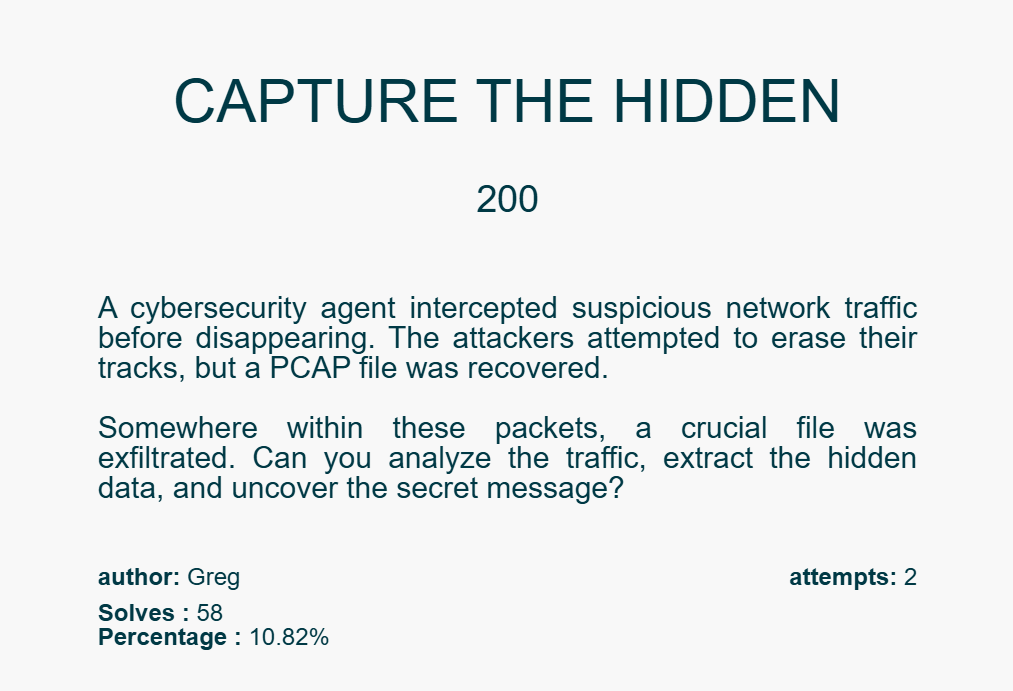 CAPTURE THE HIDDEN
200
A cybersecurity agent intercepted suspicious network traffic
before disappearing. The attackers attempted to erase their
tracks, but a PCAP file was recovered.
Somewhere within these packets, a crucial file was
exfiltrated. Can you analyze the traffic, extract the hidden
data, and uncover the secret message?
author: Greg attempts: 2
Solves : 58
Percentage : 10.82%